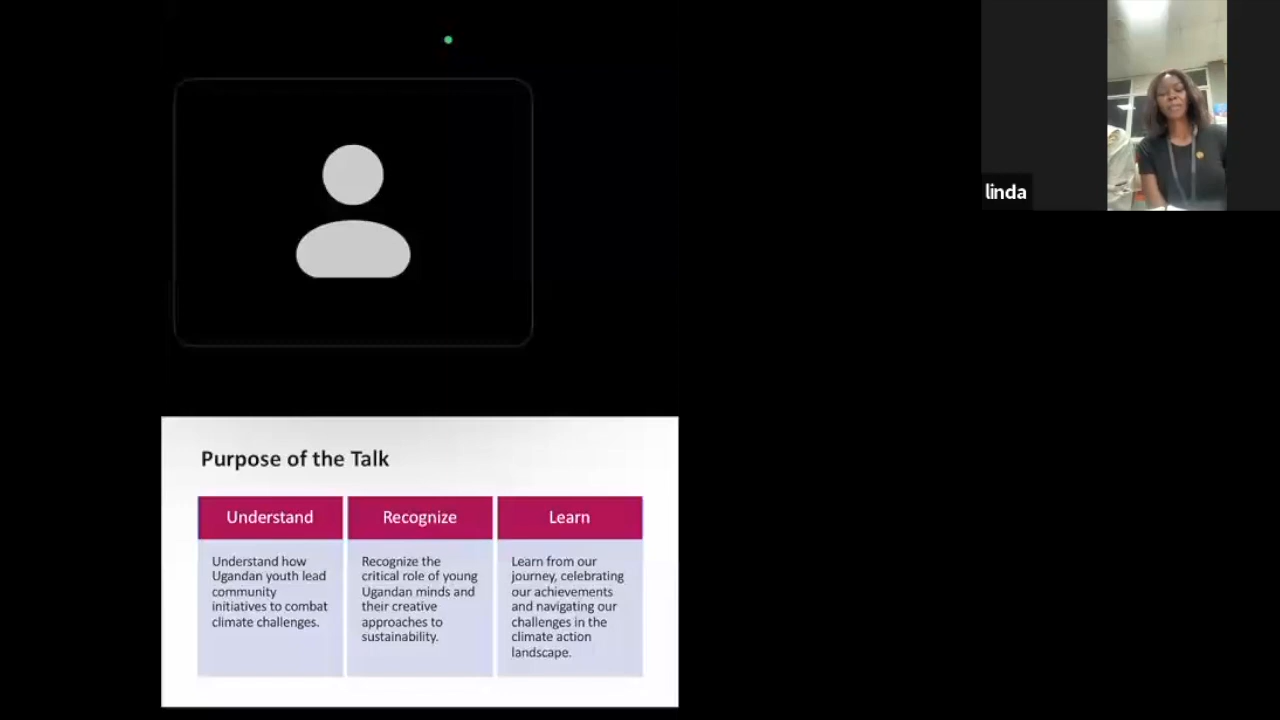 linda
Purpose of the Talk
Understand
Understand how
Ugandan youth lead
community
initiatives to combat
climate challenges.
Recognize
Recognize the
critical role of young
Ugandan minds and
their creative
approaches to
sustainability.
Learn
Learn from our
journey, celebrating
our achievements
and navigating our
challenges in the
climate action
landscape.